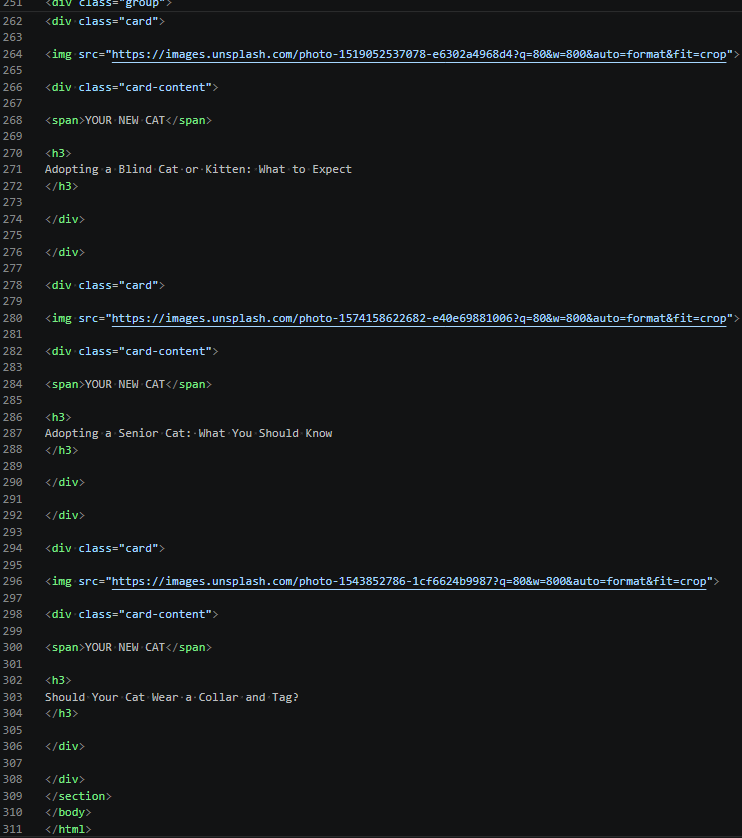 251 <div class="group">
262 <div class="card">
263
264 <img src="https://images.unsplash.com/photo-1519052537078-e6302a4968d4?q=80&w=800&auto=format&fit=crop">
265
266 <div class="card-content">
267
268 <span>YOUR NEW CAT</span>
269
270 <h3>
271 Adopting a Blind Cat or Kitten: What to Expect
272 </h3>
273
274 </div>
275
276 </div>
277
278 <div class="card">
279
280 <img src="https://images.unsplash.com/photo-1574158622682-e40e69881006?q=80&w=800&auto=format&fit=crop">
281
282 <div class="card-content">
283
284 <span>YOUR NEW CAT</span>
285
286 <h3>
287 Adopting a Senior Cat: What You Should Know
288 </h3>
289
290 </div>
291
292 </div>
293
294 <div class="card">
295
296 <img src="https://images.unsplash.com/photo-1543852786-1cf6624b9987?q=80&w=800&auto=format&fit=crop">
297
298 <div class="card-content">
299
300 <span>YOUR NEW CAT</span>
301
302 <h3>
303 Should Your Cat Wear a Collar and Tag?
304 </h3>
305
306 </div>
307
308 </div>
309 </section>
310 </body>
311 </html>